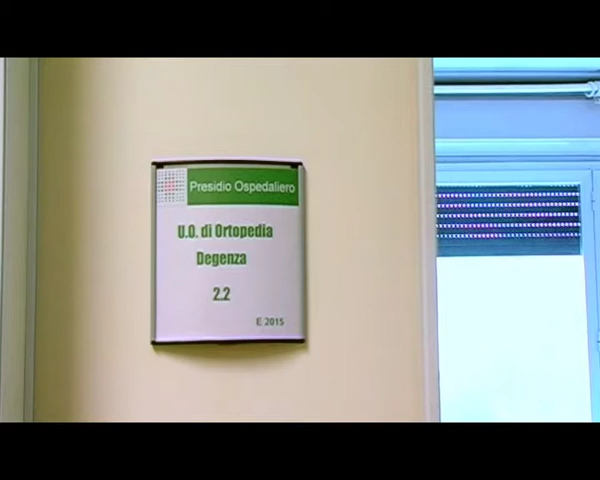 Presidio Ospedaliero
U.O. di Ortopedia
Degenza
2.2
E 2015